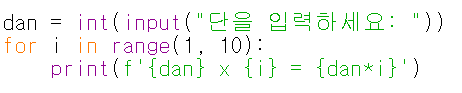 dan = int(input("단을 입력하세요: "))
for i in range(1, 10):
    print(f'{dan} x {i} = {dan*i}')